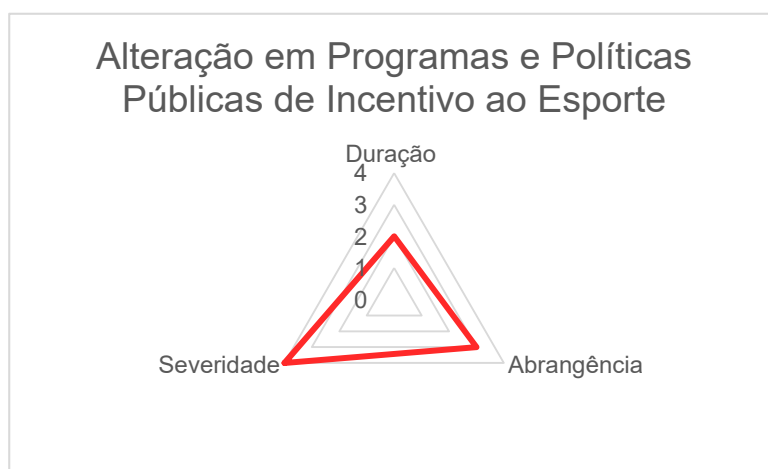 Alteração em Programas e Políticas
Públicas de Incentivo ao Esporte
Duração
4
3
2
1
0
Severidade
Abrangência